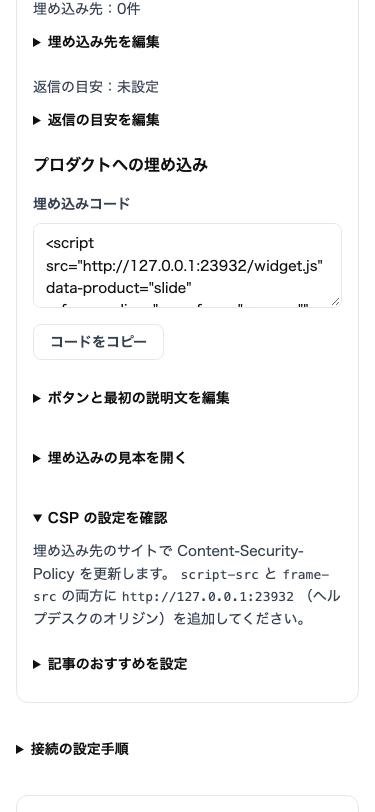 埋め込み先：0件
▶ 埋め込み先を編集
返信の目安：未設定
▶ 返信の目安を編集
プロダクトへの埋め込み
埋め込みコード
<script
src="http://127.0.0.1:23932/widget.js"
data-product="slide"
コードをコピー
▶ ボタンと最初の説明文を編集
▶ 埋め込みの見本を開く
▼ CSP の設定を確認
埋め込み先のサイトで Content-Security-
Policy を更新します。 script-src と frame-
src の両方に http://127.0.0.1:23932 （ヘル
プデスクのオリジン）を追加してください。
▶ 記事のおすすめを設定
▶ 接続の設定手順